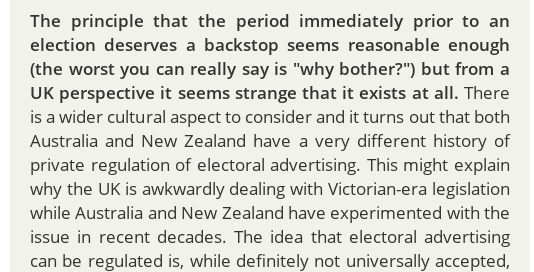 The principle that the period immediately prior to an
election deserves a backstop seems reasonable enough
(the worst you can really say is "why bother?") but from a
UK perspective it seems strange that it exists at all. There
is a wider cultural aspect to consider and it turns out that both
Australia and New Zealand have a very different history of
private regulation of electoral advertising. This might explain
why the UK is awkwardly dealing with Victorian-era legislation
while Australia and New Zealand have experimented with the
issue in recent decades. The idea that electoral advertising
can be regulated is, while definitely not universally accepted,